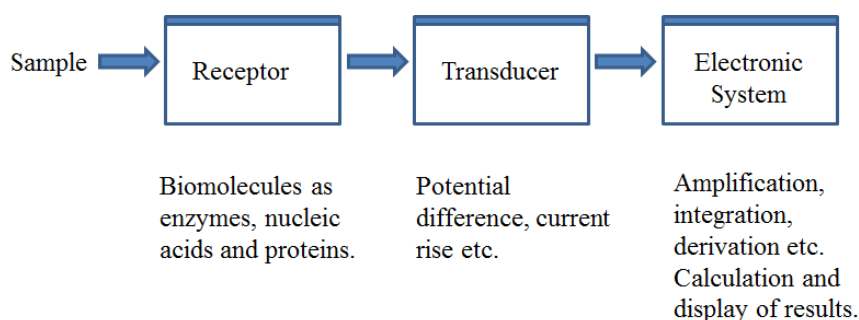 Sample
Receptor
Transducer
Electronic
System
Biomolecules as
enzymes, nucleic
acids and proteins.
Potential
difference, current
rise etc.
Amplification,
integration,
derivation etc.
Calculation and
display of results.